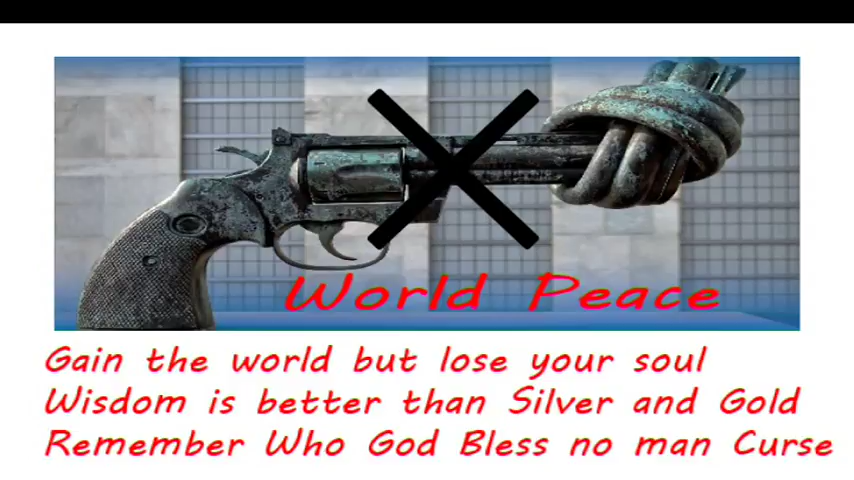 World Peace
Gain the world but lose your soul
Wisdom is better than Silver and Gold
Remember Who God Bless no man Curse